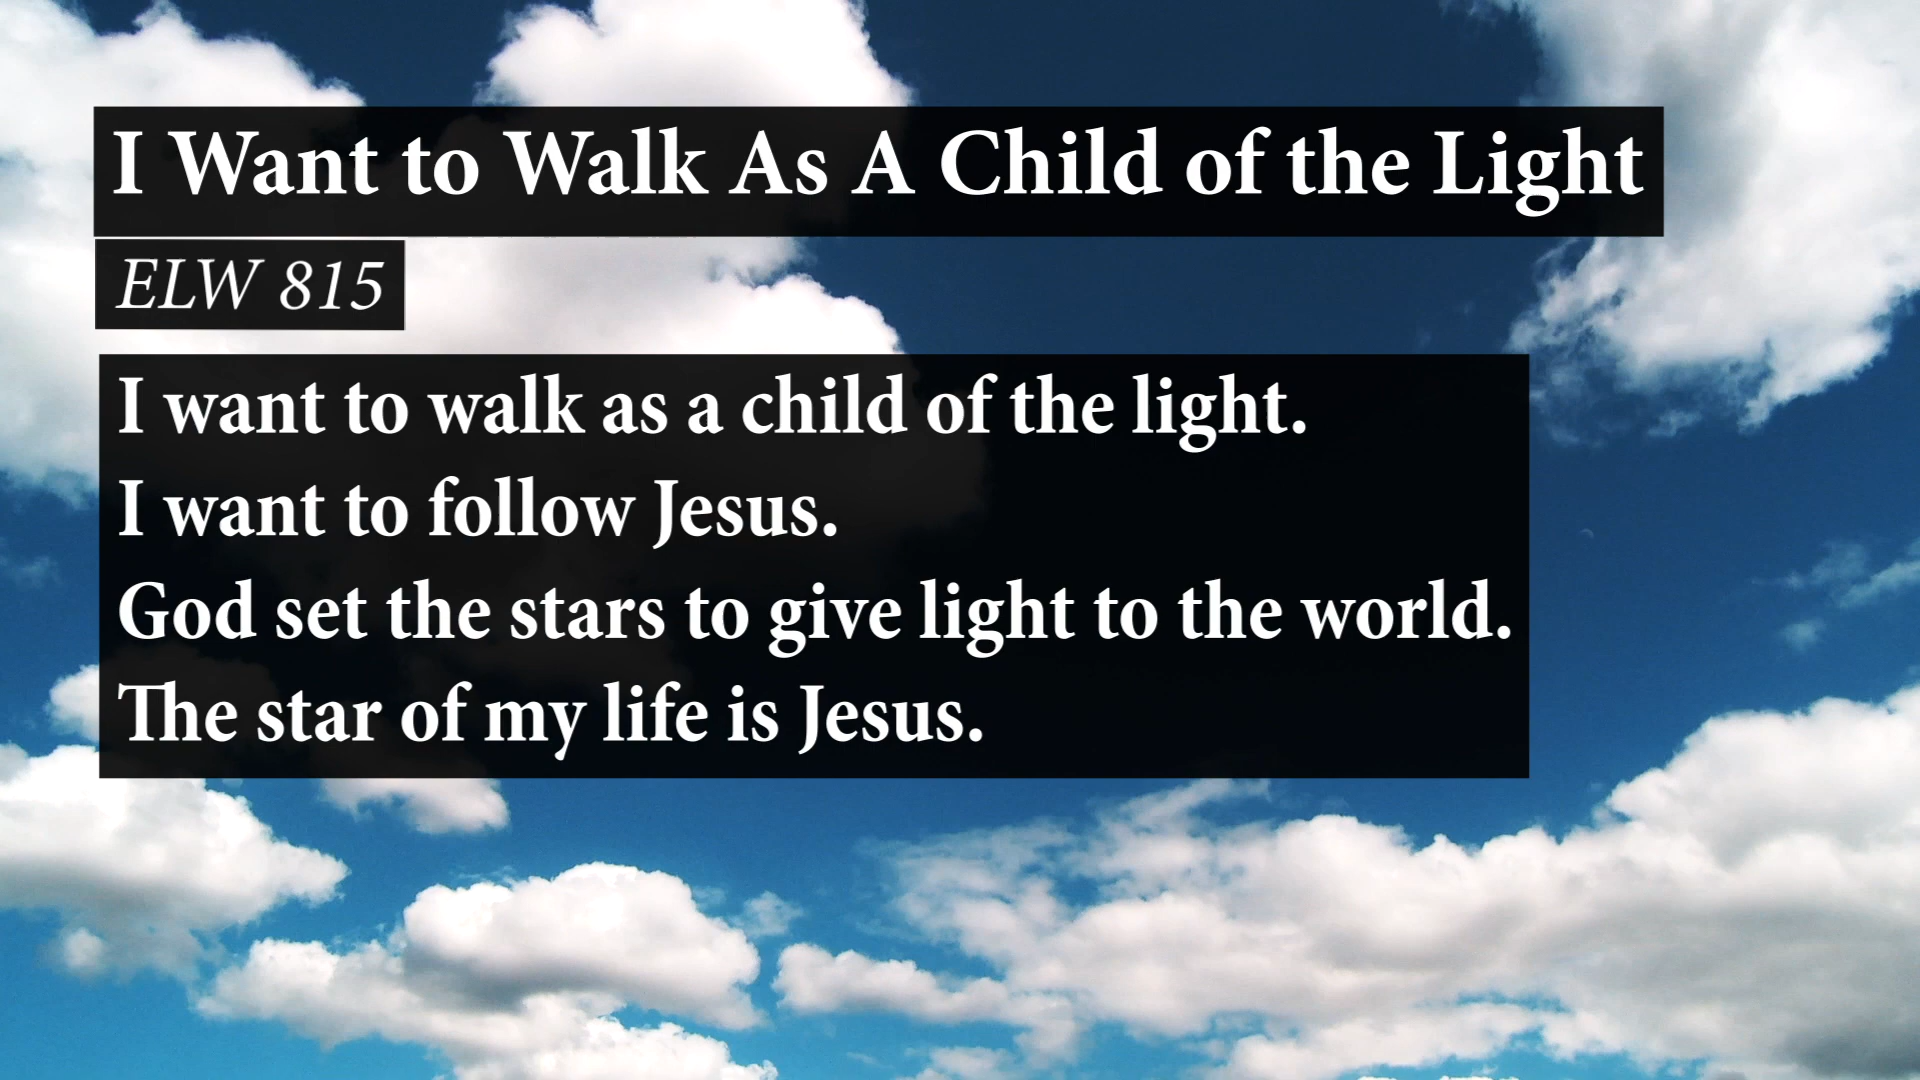 I Want to Walk As A Child of the Light
ELW 815
I want to walk as a child of the light.
I want to follow Jesus.
God set the stars to give light to the world.
The star of my life is Jesus.